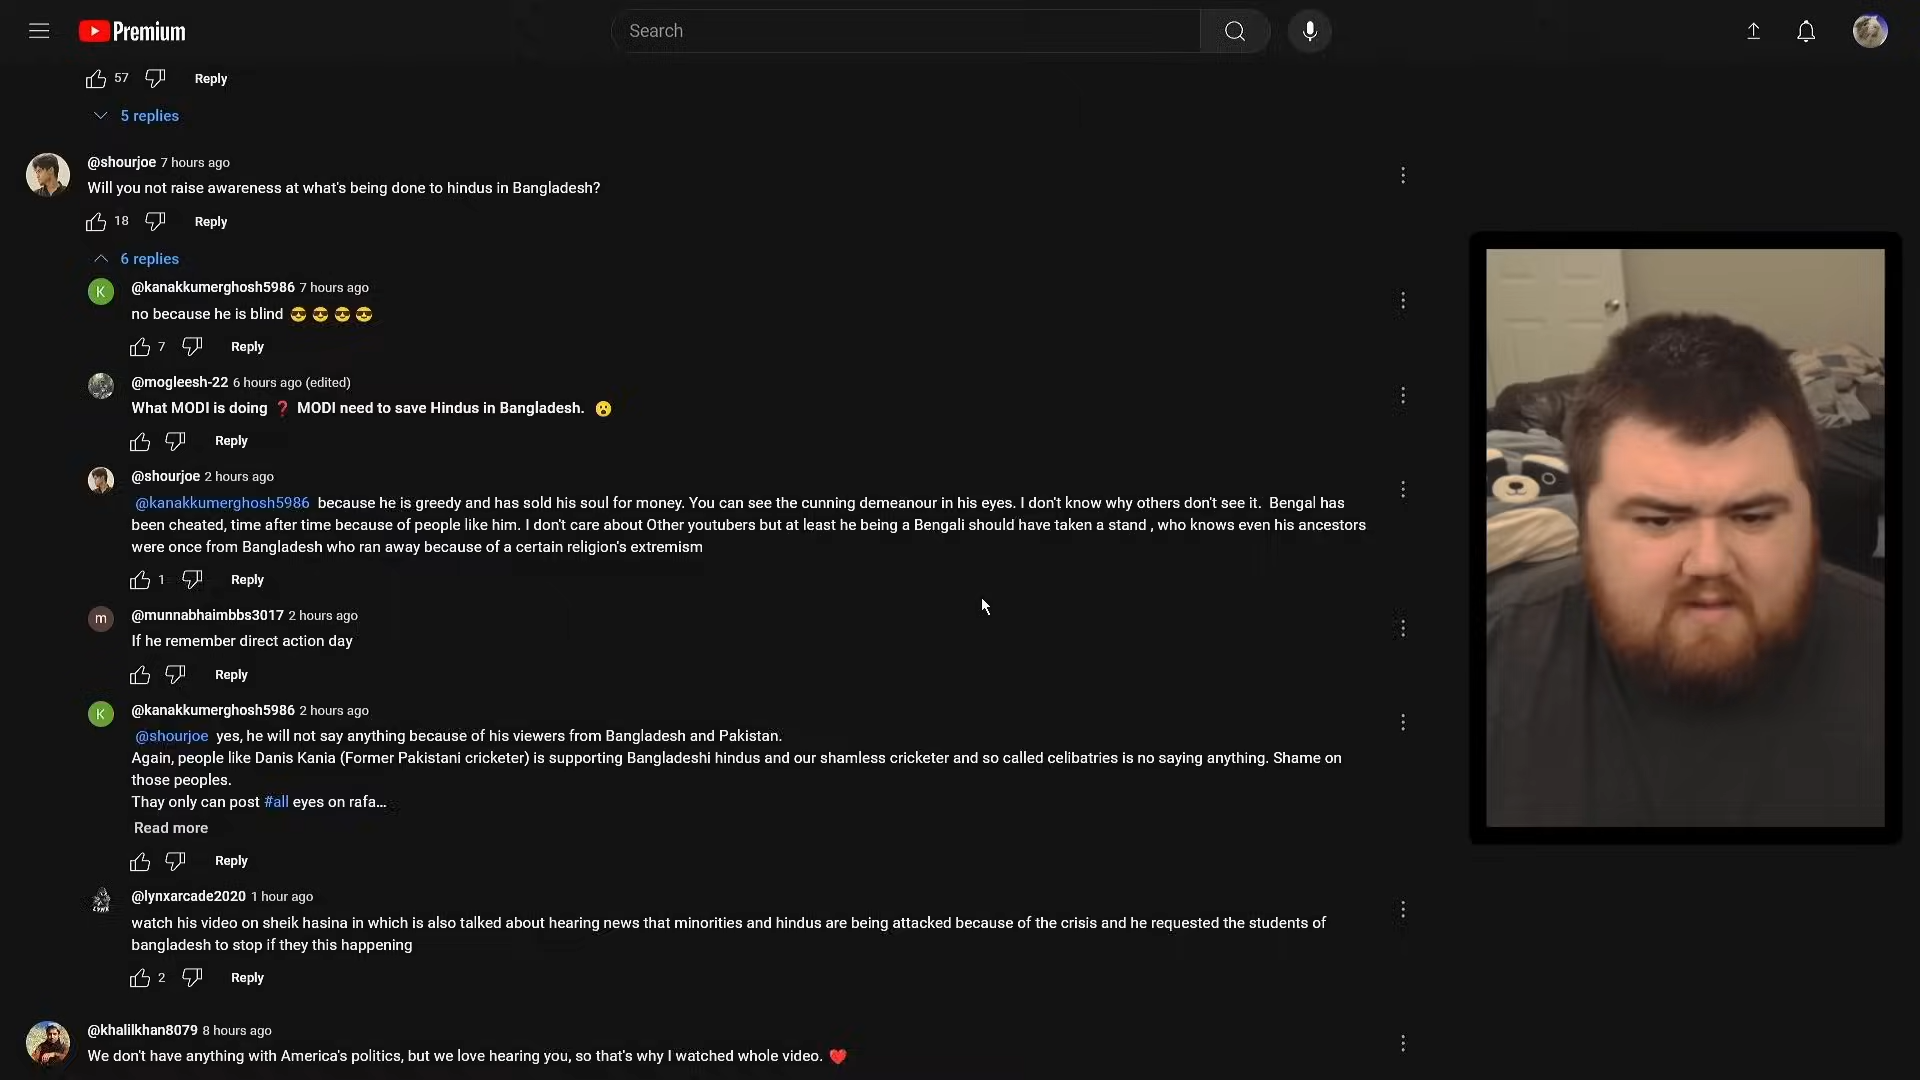 Premium
Search
57
Reply
5 replies
@shourjoe 7 hours ago
Will you not raise awareness at what's being done to hindus in Bangladesh?
18
Reply
6 replies
K
@kanakkumerghosh5986 7 hours ago
no because he is blind 😎 😎 😎 😎
7
Reply
@mogleesh-22 6 hours ago (edited)
What MODI is doing ❓ MODI need to save Hindus in Bangladesh. 😮
Reply
@shourjoe 2 hours ago
@kanakkumerghosh5986 because he is greedy and has sold his soul for money. You can see the cunning demeanour in his eyes. I don't know why others don't see it. Bengal has
been cheated, time after time because of people like him. I don't care about Other youtubers but at least he being a Bengali should have taken a stand , who knows even his ancestors
were once from Bangladesh who ran away because of a certain religion's extremism
1
Reply
m
@munnabhaimbbs3017 2 hours ago
If he remember direct action day
Reply
K
@kanakkumerghosh5986 2 hours ago
@shourjoe yes, he will not say anything because of his viewers from Bangladesh and Pakistan.
Again, people like Danis Kania (Former Pakistani cricketer) is supporting Bangladeshi hindus and our shamless cricketer and so called celibatries is no saying anything. Shame on
those peoples.
Thay only can post #all eyes on rafa...
Read more
Reply
LYNX
@lynxarcade2020 1 hour ago
watch his video on sheik hasina in which is also talked about hearing news that minorities and hindus are being attacked because of the crisis and he requested the students of
bangladesh to stop if they this happening
2
Reply
@khalilkhan8079 8 hours ago
We don't have anything with America's politics, but we love hearing you, so that's why I watched whole video. ❤️